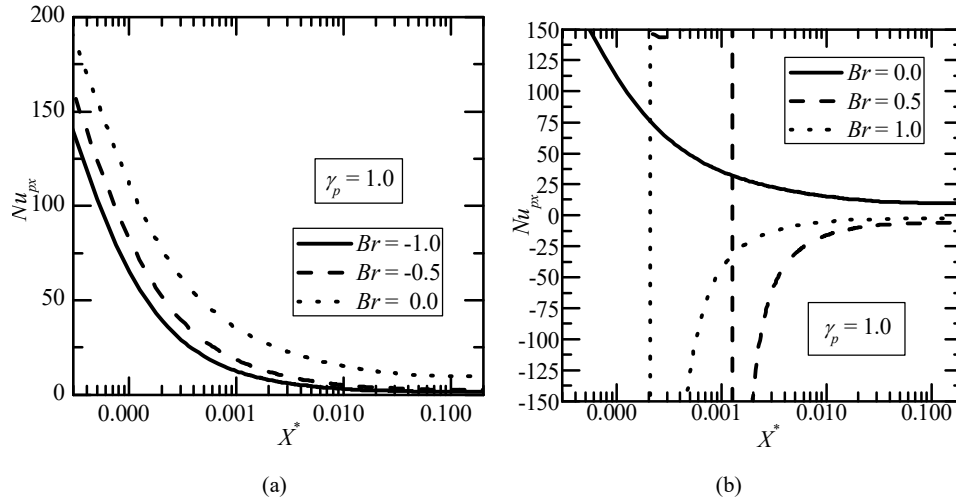 200
150
100
50
0
Nu_px
γ_p = 1.0
Br = -1.0
Br = -0.5
Br = 0.0
0.000 0.001 0.010 0.100
X*
(a)
150
125
100
75
50
25
0
-25
-50
-75
-100
-125
-150
Nu_px
Br = 0.0
Br = 0.5
Br = 1.0
γ_p = 1.0
0.000 0.001 0.010 0.100
X*
(b)